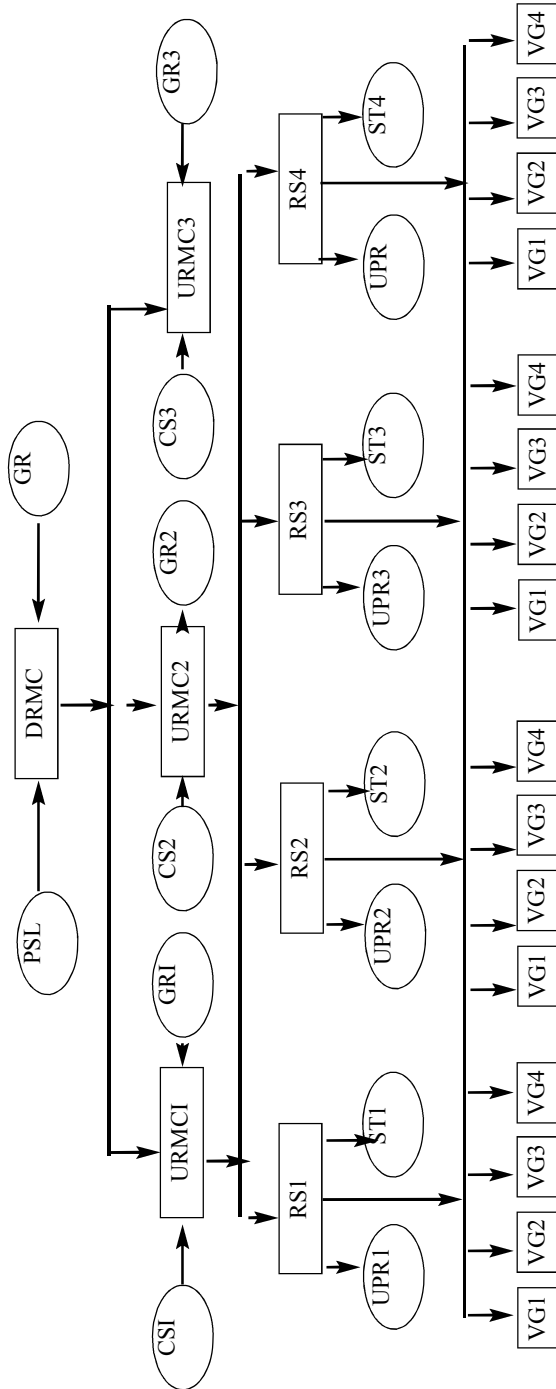 PSL
DRMC
GR
CSI
URMCI
GRI
CS2
URMC2
GR2
CS3
URMC3
GR3
RS1
RS2
RS3
RS4
UPR1
ST1
UPR2
ST2
UPR3
ST3
UPR
ST4
VG1
VG2
VG3
VG4
VG1
VG2
VG3
VG4
VG1
VG2
VG3
VG4
VG1
VG2
VG3
VG4